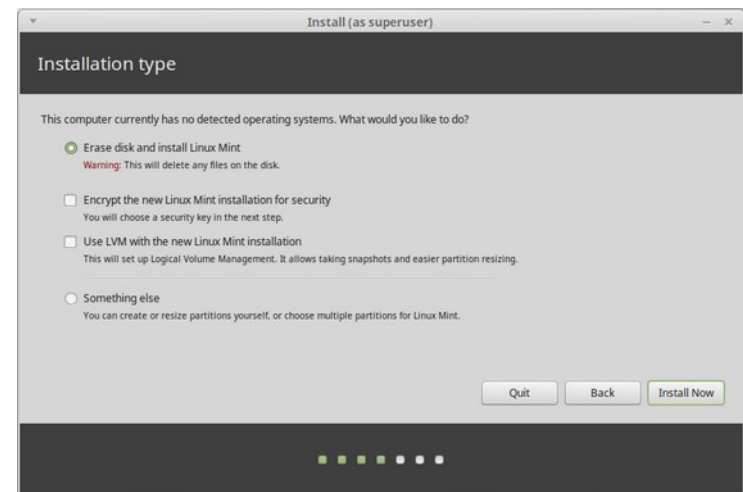 Install (as superuser)
Installation type
This computer currently has no detected operating systems. What would you like to do?
Erase disk and install Linux Mint
Warning: This will delete any files on the disk.
Encrypt the new Linux Mint installation for security
You will choose a security key in the next step.
Use LVM with the new Linux Mint installation
This will set up Logical Volume Management. It allows taking snapshots and easier partition resizing.
Something else
You can create or resize partitions yourself, or choose multiple partitions for Linux Mint.
Quit
Back
Install Now